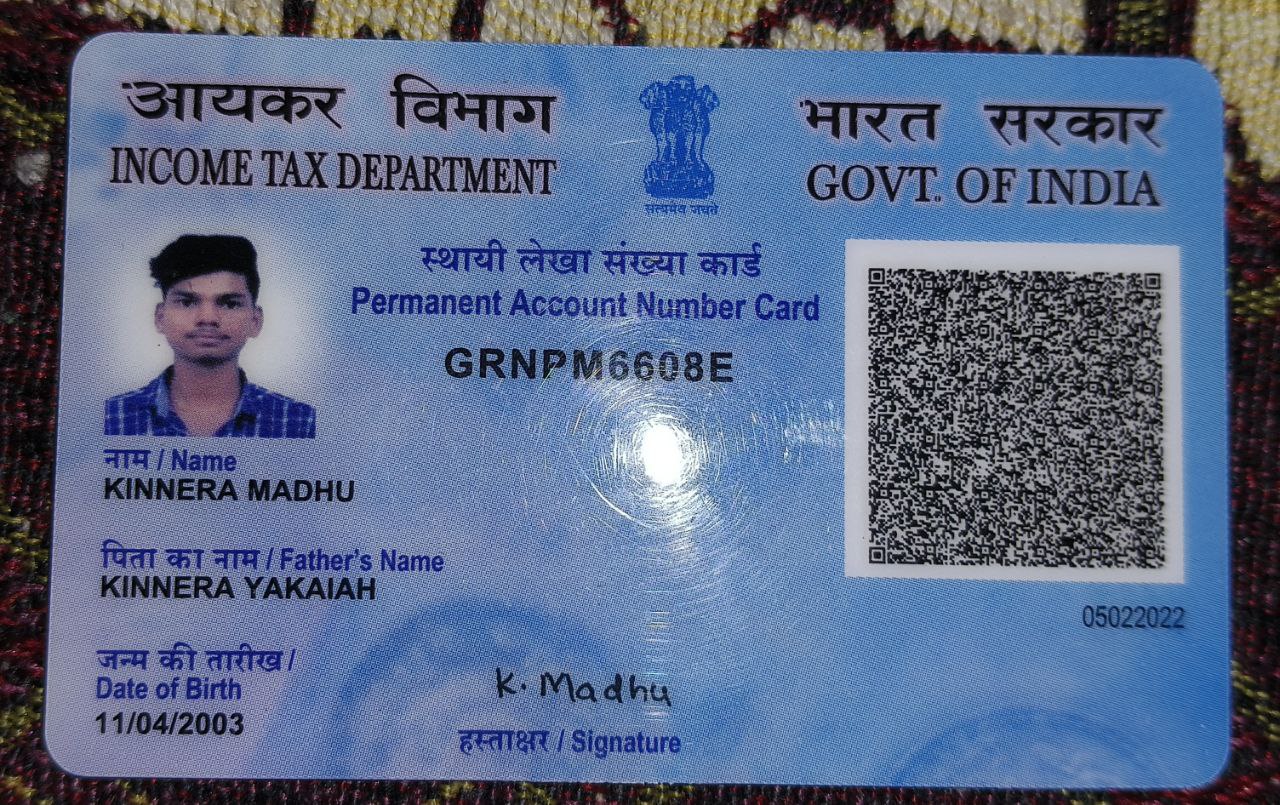 आयकर विभाग
INCOME TAX DEPARTMENT
सत्यमेव जयते
भारत सरकार
GOVT. OF INDIA
स्थायी लेखा संख्या कार्ड
Permanent Account Number Card
GRNPM6608E
नाम / Name
KINNERA MADHU
पिता का नाम / Father's Name
KINNERA YAKAIAH
05022022
जन्म की तारीख /
Date of Birth
11/04/2003
K. Madhu
हस्ताक्षर / Signature